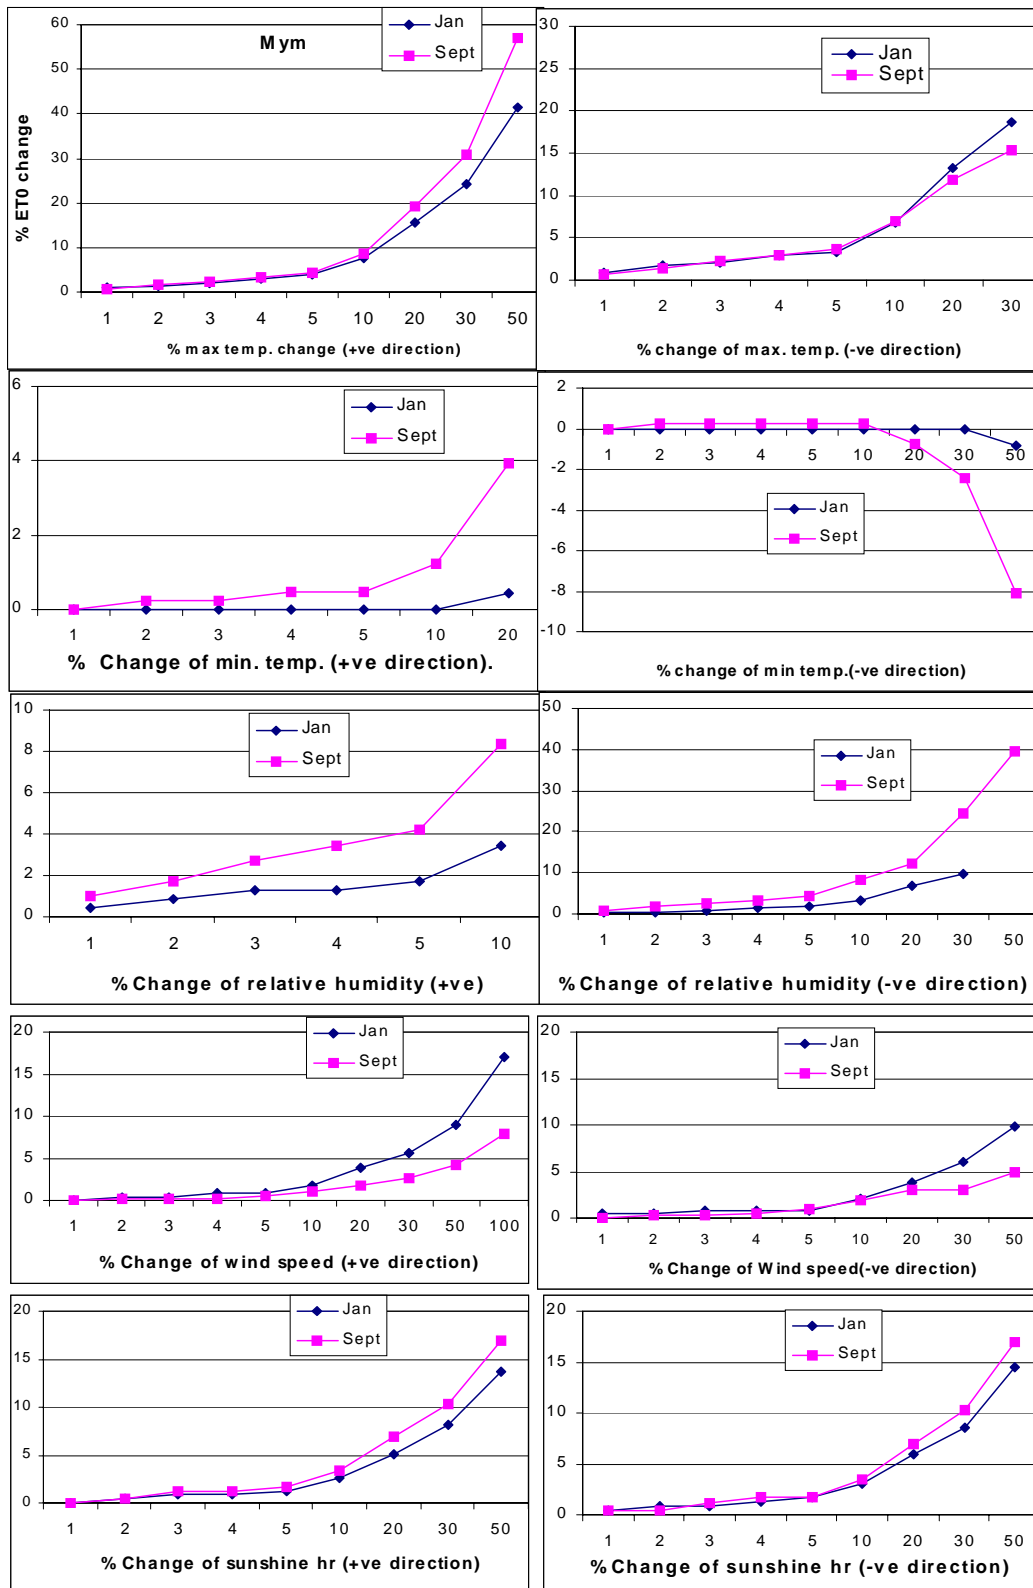 Mym
Jan
Sept
% ET0 change
60
50
40
30
20
10
0
1 2 3 4 5 10 20 30 50
% max temp. change (+ve direction)
Jan
Sept
30
25
20
15
10
5
0
1 2 3 4 5 10 20 30
% change of max. temp. (-ve direction)
Jan
Sept
6
4
2
0
1 2 3 4 5 10 20
% Change of min. temp. (+ve direction).
Jan
Sept
2
0
-2
-4
-6
-8
-10
1 2 3 4 5 10 20 30 50
% change of min temp.(-ve direction)
Jan
Sept
10
8
6
4
2
0
1 2 3 4 5 10
% Change of relative humidity (+ve)
Jan
Sept
50
40
30
20
10
0
1 2 3 4 5 10 20 30 50
% Change of relative humidity (-ve direction)
Jan
Sept
20
15
10
5
0
1 2 3 4 5 10 20 30 50 100
% Change of wind speed (+ve direction)
Jan
Sept
20
15
10
5
0
1 2 3 4 5 10 20 30 50
% Change of Wind speed(-ve direction)
Jan
Sept
20
15
10
5
0
1 2 3 4 5 10 20 30 50
% Change of sunshine hr (+ve direction)
Jan
Sept
20
15
10
5
0
1 2 3 4 5 10 20 30 50
% Change of sunshine hr (-ve direction)